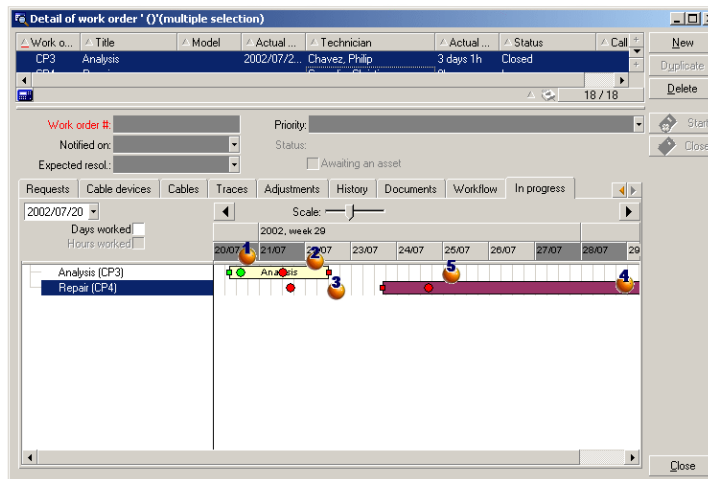 Detail of work order ' ()'(multiple selection)
Work o... Title Model Actual ... Technician Actual ... Status Call
CP3 Analysis 2002/07/2... Chavez, Philip 3 days 1h Closed
18 / 18
New
Duplicate
Delete
Start
Close
Work order #: Priority:
Notified on: Status:
Expected resol.: Awaiting an asset
Requests Cable devices Cables Traces Adjustments History Documents Workflow In progress
2002/07/20 Scale:
Days worked 2002, week 29
Hours worked
20/07 21/07 23/07 24/07 25/07 26/07 27/07 28/07 29
1 2 3 4 5
Analysis (CP3) Analysis
Repair (CP4)
Close